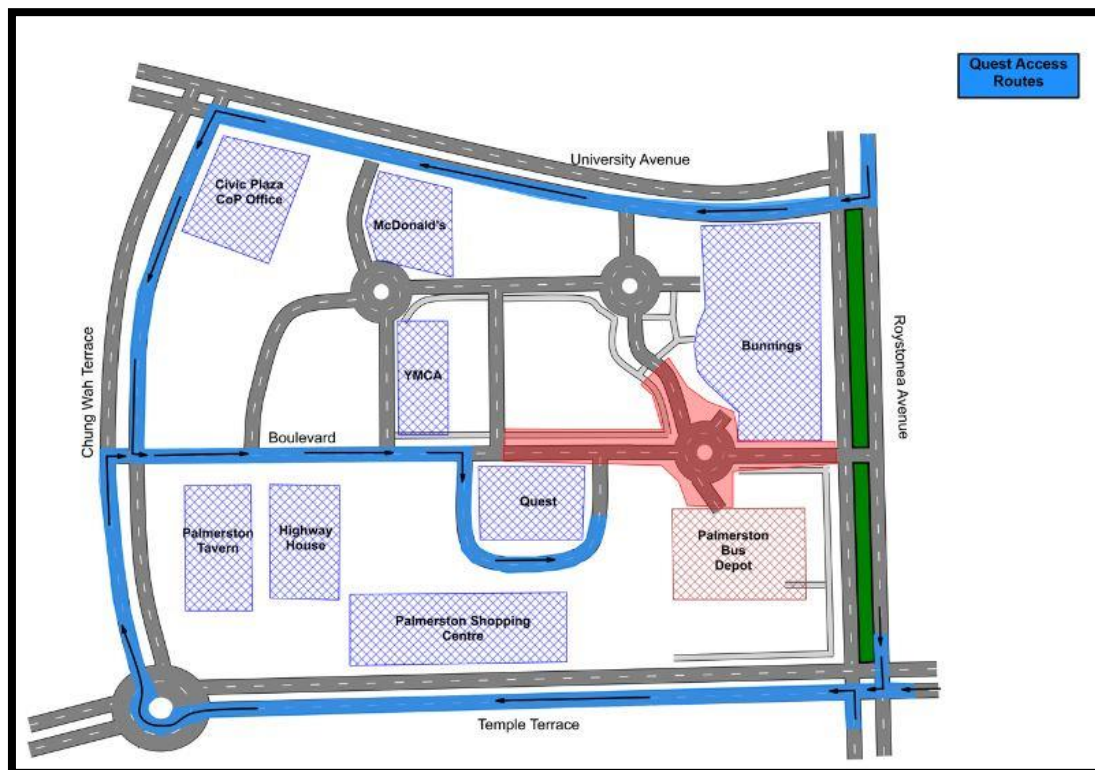 Quest Access
Routes
University Avenue
Civic Plaza
CoP Office
McDonald's
Bunnings
Roystonea Avenue
Chung Wah Terrace
YMCA
Boulevard
Quest
Palmerston
Tavern
Highway
House
Palmerston
Bus
Depot
Palmerston Shopping
Centre
Temple Terrace